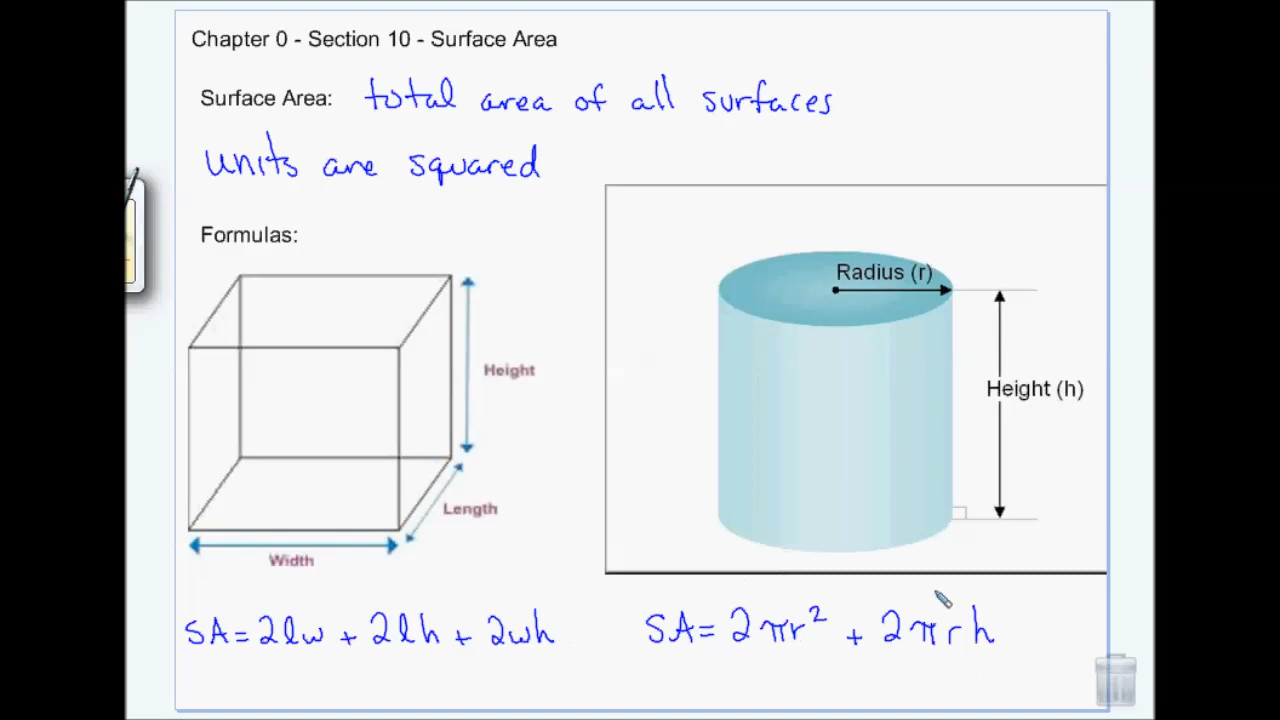 Chapter 0 - Section 10 - Surface Area
Surface Area: total area of all surfaces
units are squared
Formulas:
Height
Length
Width
Radius (r)
Height (h)
SA = 2lw + 2lh + 2wh
SA = 2πr² + 2πrh